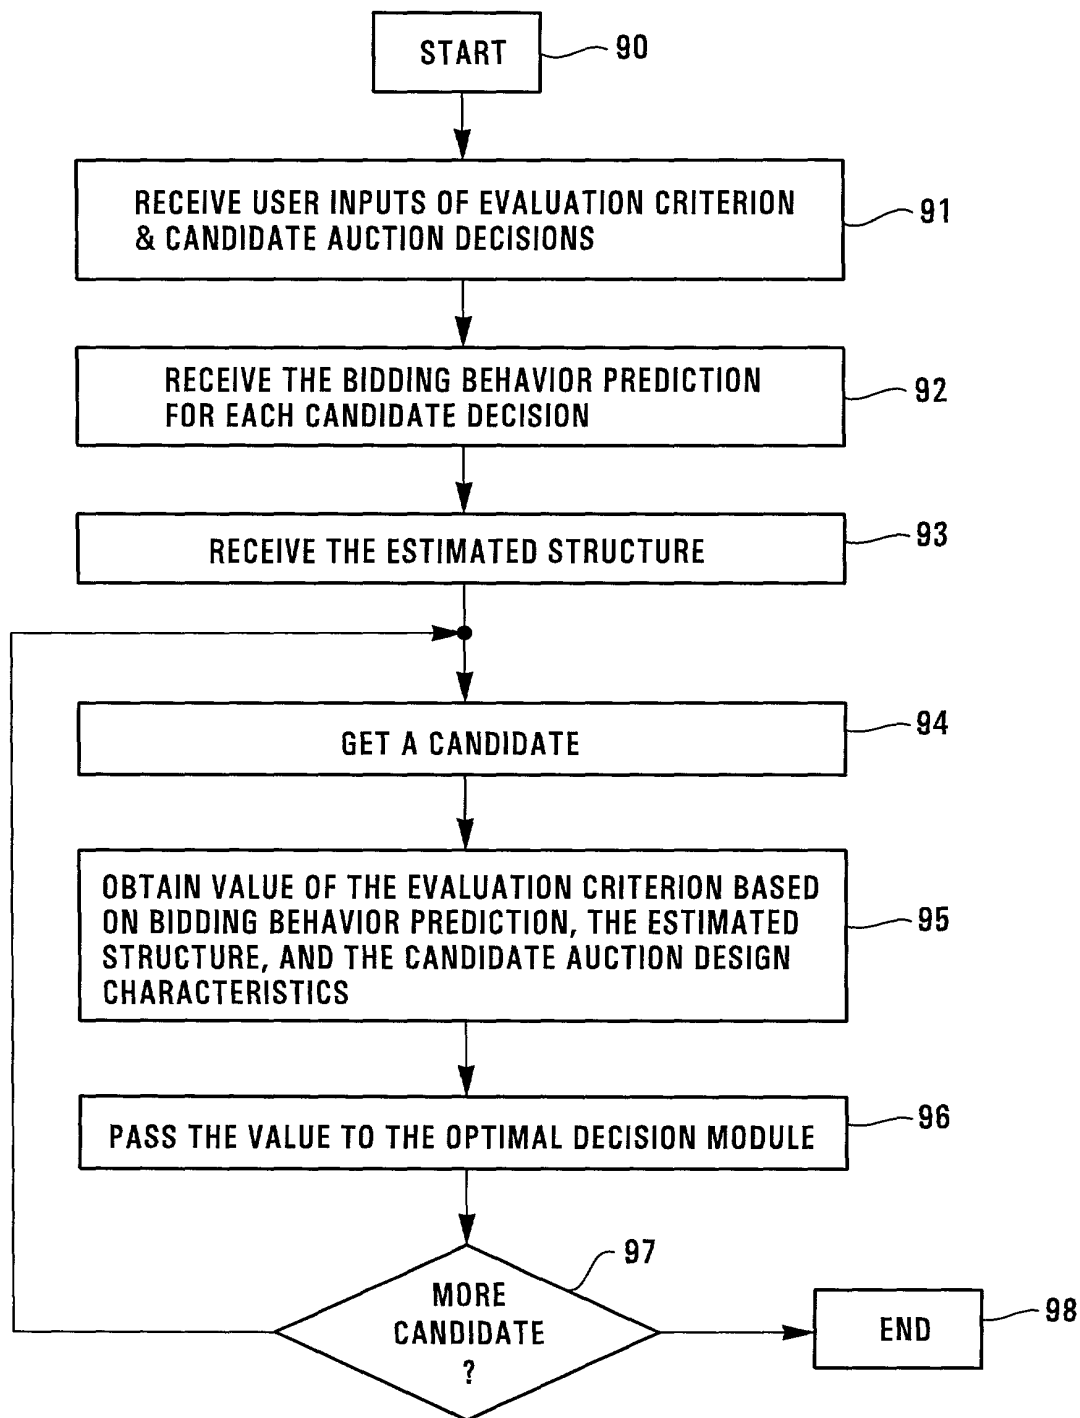 START
90
RECEIVE USER INPUTS OF EVALUATION CRITERION
& CANDIDATE AUCTION DECISIONS
91
RECEIVE THE BIDDING BEHAVIOR PREDICTION
FOR EACH CANDIDATE DECISION
92
RECEIVE THE ESTIMATED STRUCTURE
93
GET A CANDIDATE
94
OBTAIN VALUE OF THE EVALUATION CRITERION BASED
ON BIDDING BEHAVIOR PREDICTION, THE ESTIMATED
STRUCTURE, AND THE CANDIDATE AUCTION DESIGN
CHARACTERISTICS
95
PASS THE VALUE TO THE OPTIMAL DECISION MODULE
96
MORE
CANDIDATE
?
97
END
98